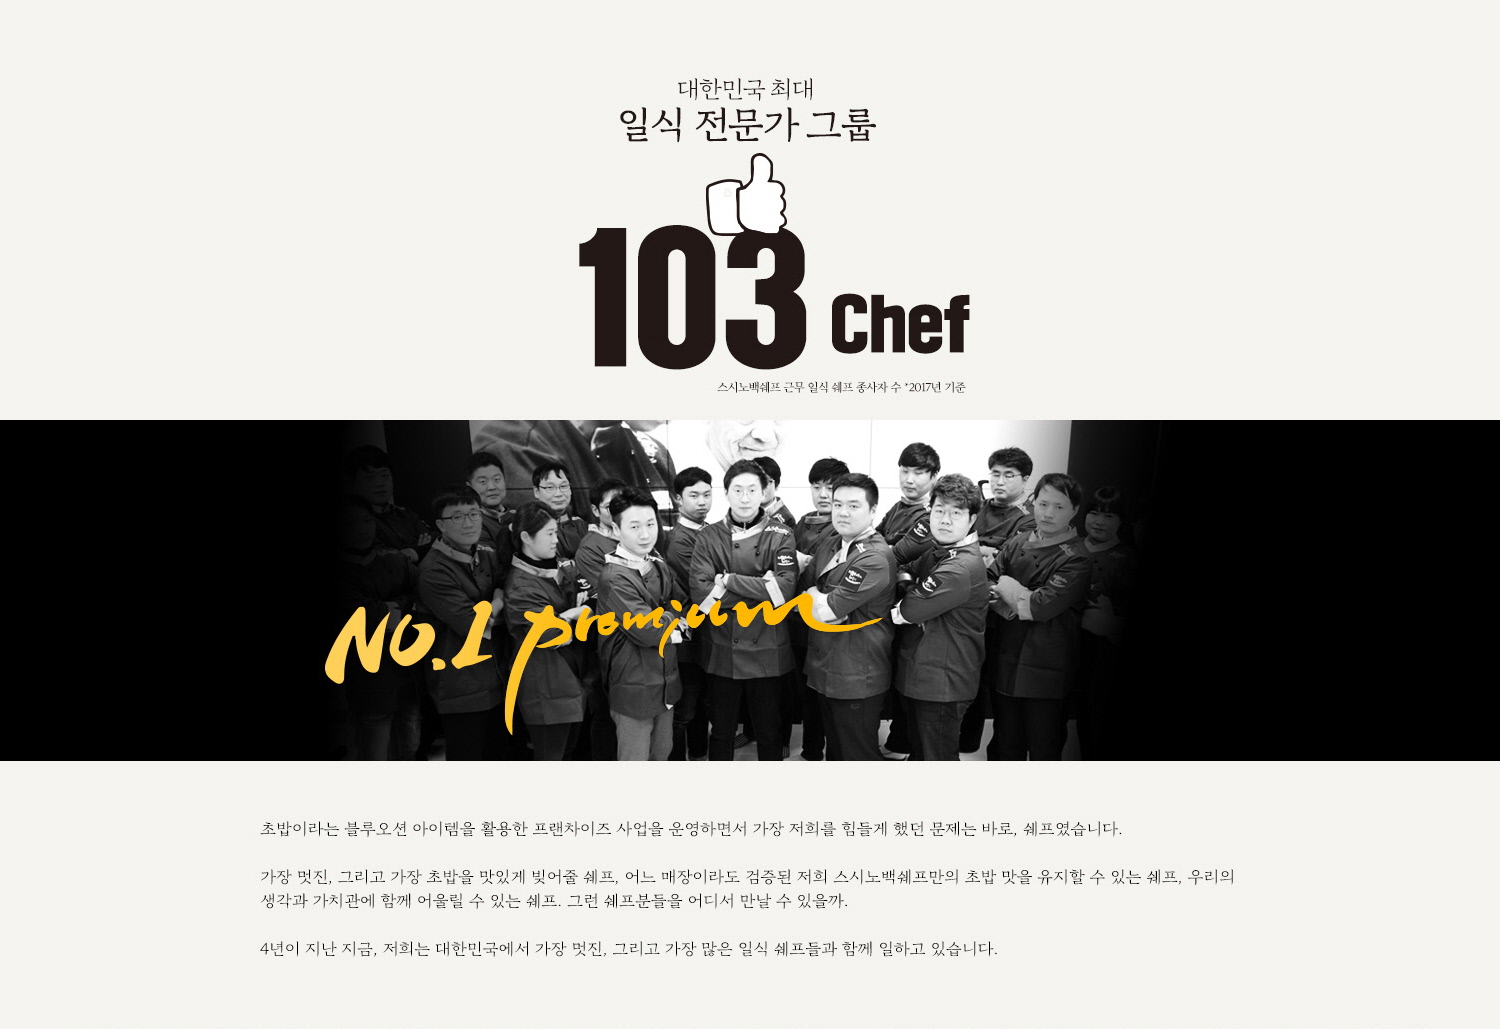 대한민국 최대
일식 전문가 그룹
103 Chef
스시노백쉐프 근무 일식 쉐프 종사자 수 *2017년 기준
NO.1 premium
초밥이라는 블루오션 아이템을 활용한 프랜차이즈 사업을 운영하면서 가장 저희를 힘들게 했던 문제는 바로, 쉐프였습니다.
가장 멋진, 그리고 가장 초밥을 맛있게 빚어줄 쉐프, 어느 매장이라도 검증된 저희 스시노백쉐프만의 초밥 맛을 유지할 수 있는 쉐프, 우리의
생각과 가치관에 함께 어울릴 수 있는 쉐프. 그런 쉐프분들을 어디서 만날 수 있을까.
4년이 지난 지금, 저희는 대한민국에서 가장 멋진, 그리고 가장 많은 일식 쉐프들과 함께 일하고 있습니다.